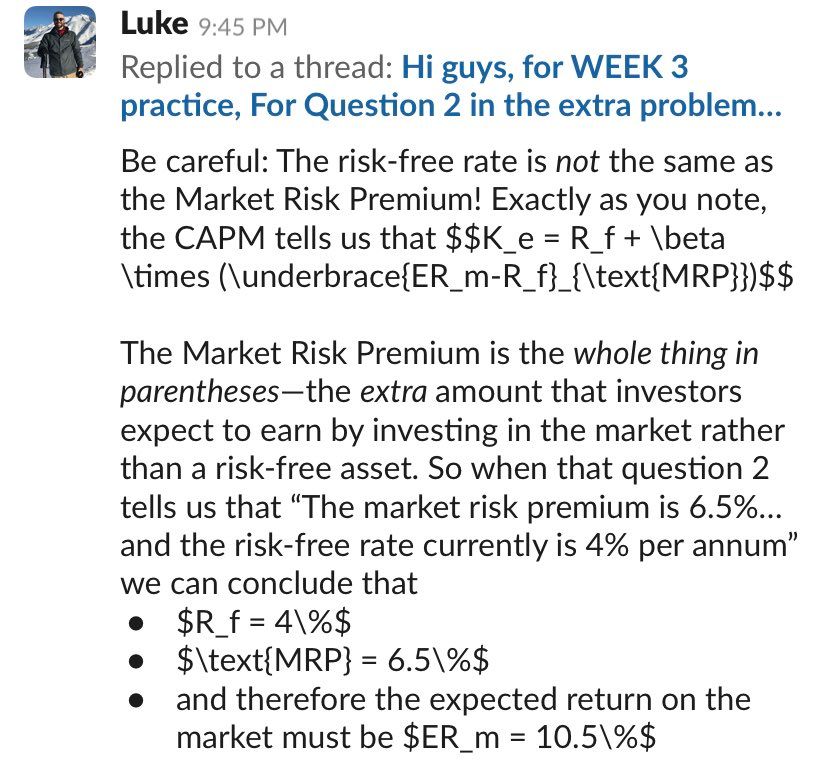 Luke 9:45 PM
Replied to a thread: Hi guys, for WEEK 3
practice, For Question 2 in the extra problem...
Be careful: The risk-free rate is not the same as
the Market Risk Premium! Exactly as you note,
the CAPM tells us that $$K_e = R_f + \beta
\times (\underbrace{ER_m-R_f}_{\text{MRP}})$$
The Market Risk Premium is the whole thing in
parentheses—the extra amount that investors
expect to earn by investing in the market rather
than a risk-free asset. So when that question 2
tells us that “The market risk premium is 6.5%...
and the risk-free rate currently is 4% per annum”
we can conclude that
● $R_f = 4\%$
● $\text{MRP} = 6.5\%$
● and therefore the expected return on the
market must be $ER_m = 10.5\%$